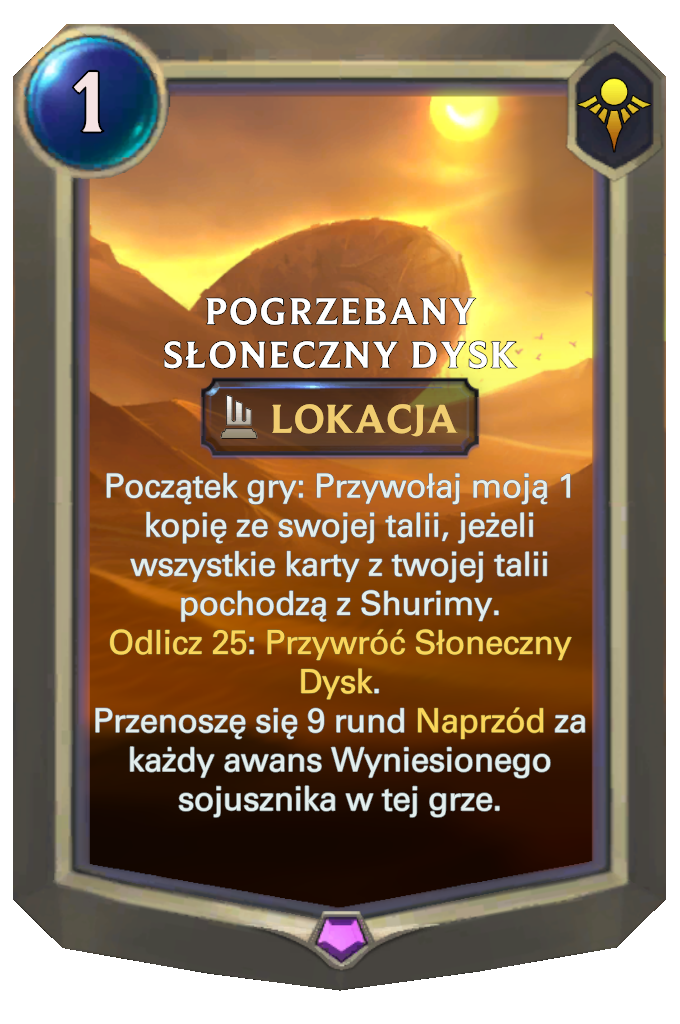 1
POGRZEBANY
SŁONECZNY DYSK
LOKACJA
Początek gry: Przywołaj moją 1
kopię ze swojej talii, jeżeli
wszystkie karty z twojej talii
pochodzą z Shurimy.
Odlicz 25: Przywróć Słoneczny
Dysk.
Przenoszę się 9 rund Naprzód za
każdy awans Wyniesionego
sojusznika w tej grze.